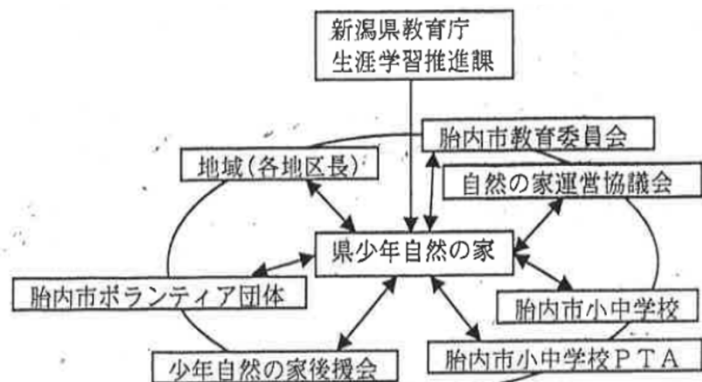 新潟県教育庁
生涯学習推進課
胎内市教育委員会
地域(各地区長)
自然の家運営協議会
県少年自然の家
胎内市ボランティア団体
胎内市小中学校
少年自然の家後援会
胎内市小中学校PTA